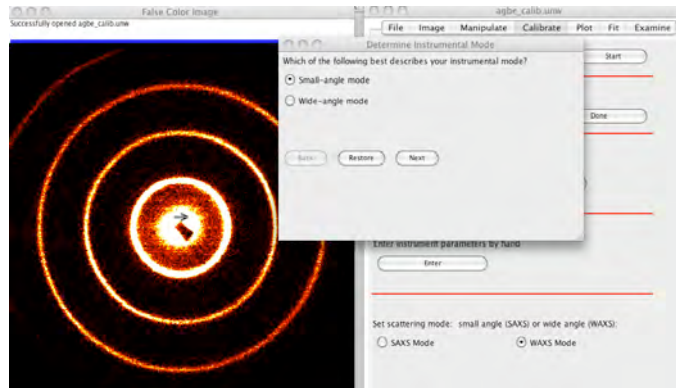 False Color Image
Successfully opened agbe_calib.unw
agbe_calib.unw
File Image Manipulate Calibrate Plot Fit Examine
Determine Instrumental Mode
Which of the following best describes your instrumental mode?
Small-angle mode
Wide-angle mode
Back Restore Next
Start
Done
Enter instrument parameters by hand
Enter
Set scattering mode: small angle (SAXS) or wide angle (WAXS):
SAXS Mode WAXS Mode